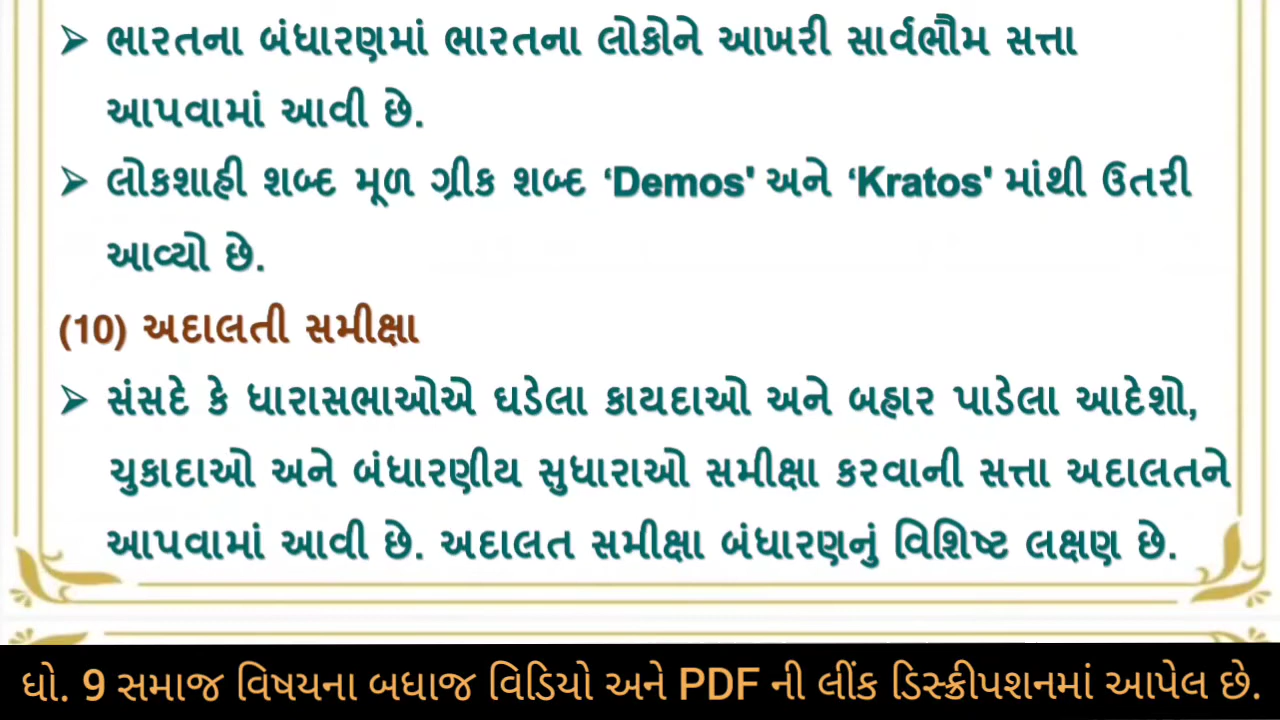 ➢ ભારતના બંધારણમાં ભારતના લોકોને આખરી સાર્વભૌમ સત્તા
આપવામાં આવી છે.
➢ લોકશાહી શબ્દ મૂળ ગ્રીક શબ્દ ‘Demos' અને ‘Kratos' માંથી ઉતરી
આવ્યો છે.
(10) અદાલતી સમીક્ષા
➢ સંસદે કે ધારાસભાઓએ ઘડેલા કાયદાઓ અને બહાર પાડેલા આદેશો,
ચુકાદાઓ અને બંધારણીય સુધારાઓ સમીક્ષા કરવાની સત્તા અદાલતને
આપવામાં આવી છે. અદાલત સમીક્ષા બંધારણનું વિશિષ્ટ લક્ષણ છે.
ધો. 9 સમાજ વિષયના બધાજ વિડિયો અને PDF ની લીંક ડિસ્ક્રીપશનમાં આપેલ છે.